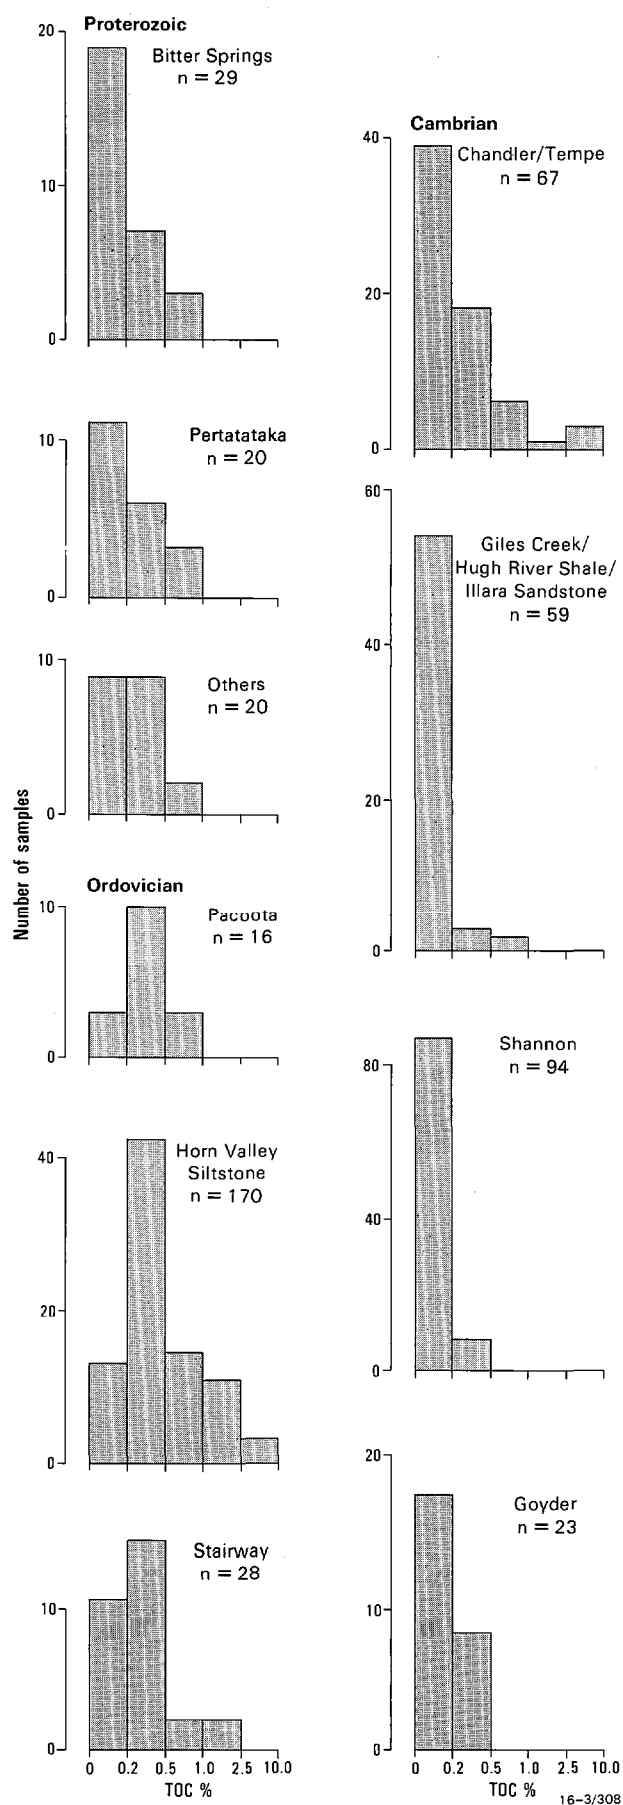 Proterozoic
20
10
0
Bitter Springs
n = 29
10
0
Pertatataka
n = 20
10
0
Others
n = 20
Number of samples
Ordovician
10
0
Pacoota
n = 16
40
20
0
Horn Valley
Siltstone
n = 170
10
0
Stairway
n = 28
0 0.2 0.5 1.0 2.5 10.0
TOC %
Cambrian
40
20
0
Chandler/Tempe
n = 67
60
40
20
0
Giles Creek/
Hugh River Shale/
Illara Sandstone
n = 59
80
40
0
Shannon
n = 94
20
10
0
Goyder
n = 23
0 0.2 0.5 1.0 2.5 10.0
TOC %
16-3/308